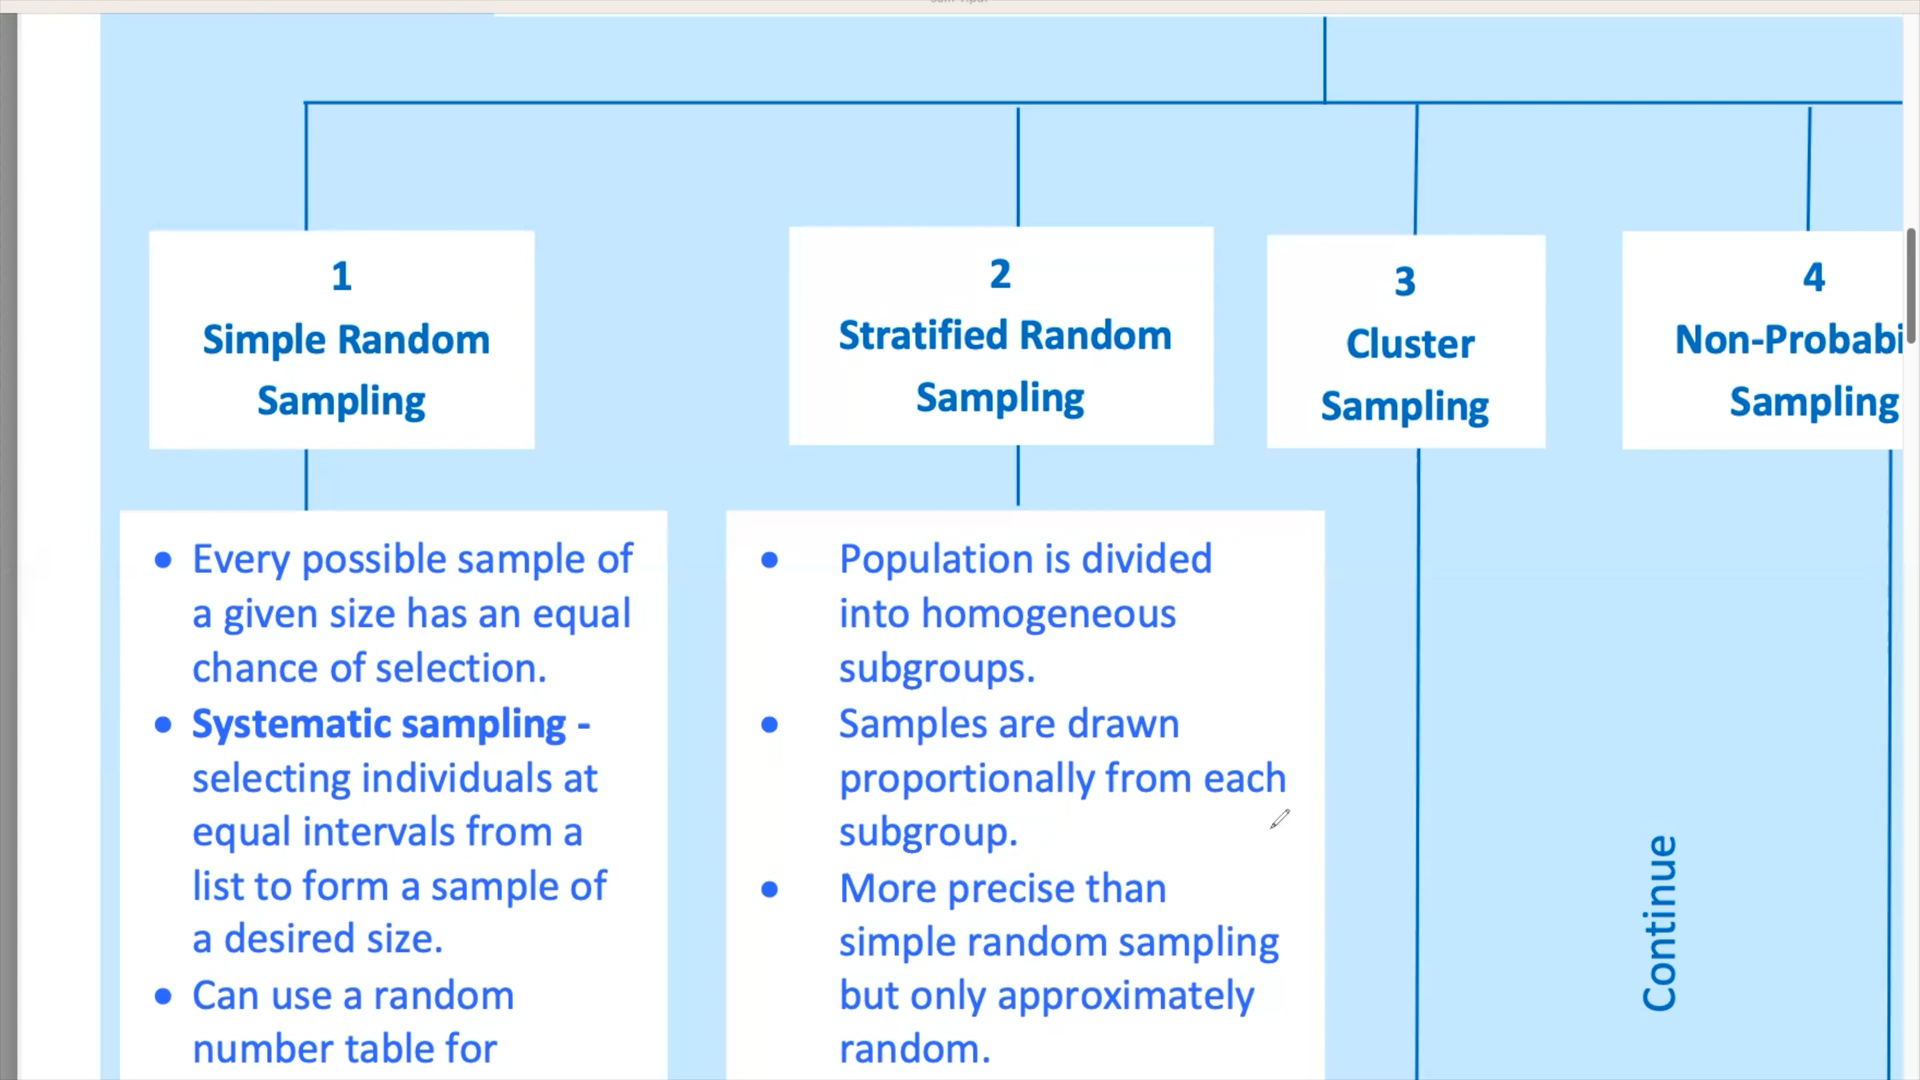 1
Simple Random
Sampling
2
Stratified Random
Sampling
3
Cluster
Sampling
4
Non-Probabi
Sampling
• Every possible sample of
a given size has an equal
chance of selection.
• Systematic sampling -
selecting individuals at
equal intervals from a
list to form a sample of
a desired size.
• Can use a random
number table for
• Population is divided
into homogeneous
subgroups.
• Samples are drawn
proportionally from each
subgroup.
• More precise than
simple random sampling
but only approximately
random.
Continue